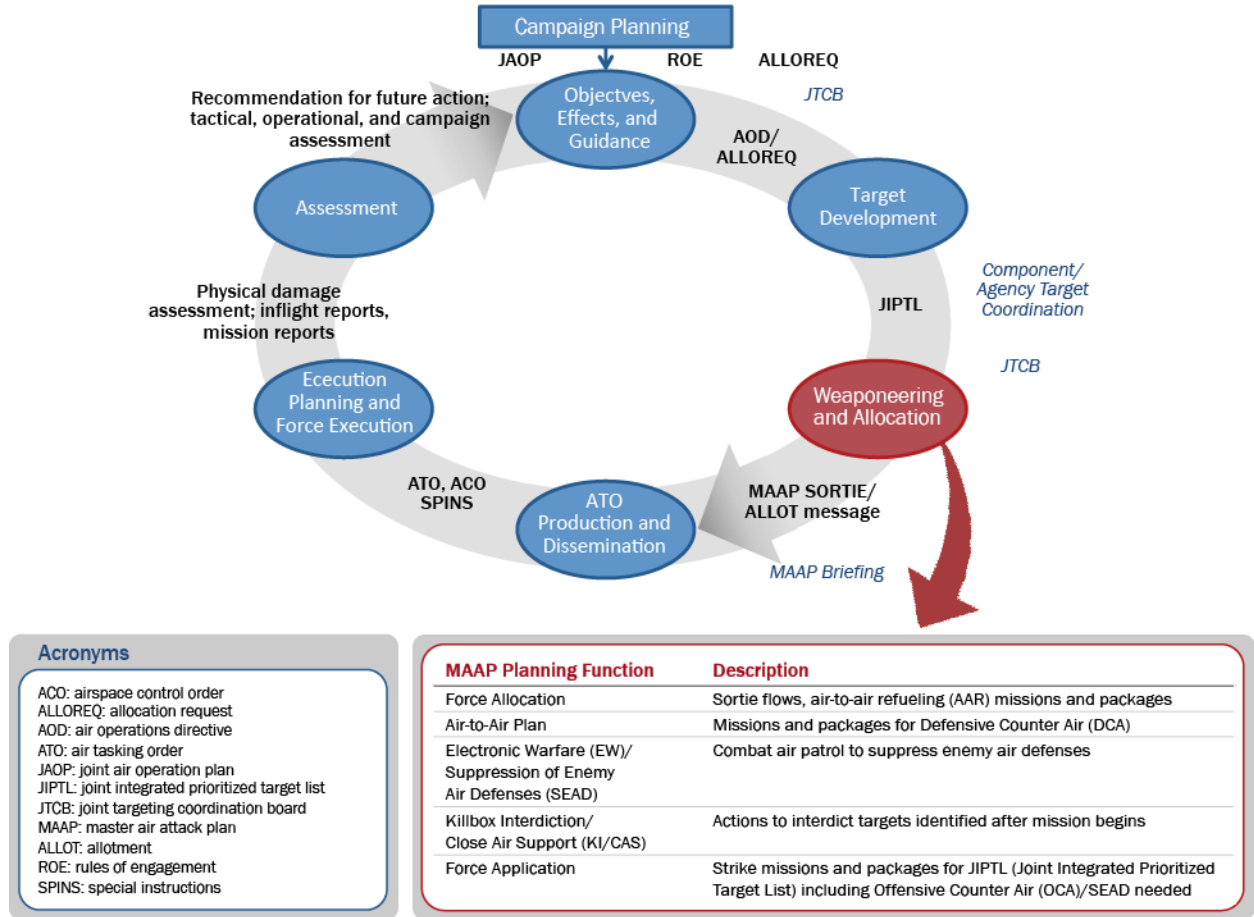 Campaign Planning
JAOP
ROE
ALLOREQ
JTCB
Objectves,
Effects, and
Guidance
Recommendation for future action;
tactical, operational, and campaign
assessment
AOD/
ALLOREQ
Assessment
Target
Development
Physical damage
assessment; inflight reports,
mission reports
JIPTL
Component/
Agency Target
Coordination
JTCB
Ececution
Planning and
Force Execution
Weaponeering
and Allocation
ATO, ACO
SPINS
ATO
Production and
Dissemination
MAAP SORTIE/
ALLOT message
MAAP Briefing
Acronyms
ACO: airspace control order
ALLOREQ: allocation request
AOD: air operations directive
ATO: air tasking order
JAOP: joint air operation plan
JIPTL: joint integrated prioritized target list
JTCB: joint targeting coordination board
MAAP: master air attack plan
ALLOT: allotment
ROE: rules of engagement
SPINS: special instructions
MAAP Planning Function Description
Force Allocation Sortie flows, air-to-air refueling (AAR) missions and packages
Air-to-Air Plan Missions and packages for Defensive Counter Air (DCA)
Electronic Warfare (EW)/ Combat air patrol to suppress enemy air defenses
Suppression of Enemy
Air Defenses (SEAD)
Killbox Interdiction/ Actions to interdict targets identified after mission begins
Close Air Support (KI/CAS)
Force Application Strike missions and packages for JIPTL (Joint Integrated Prioritized
Target List) including Offensive Counter Air (OCA)/SEAD needed